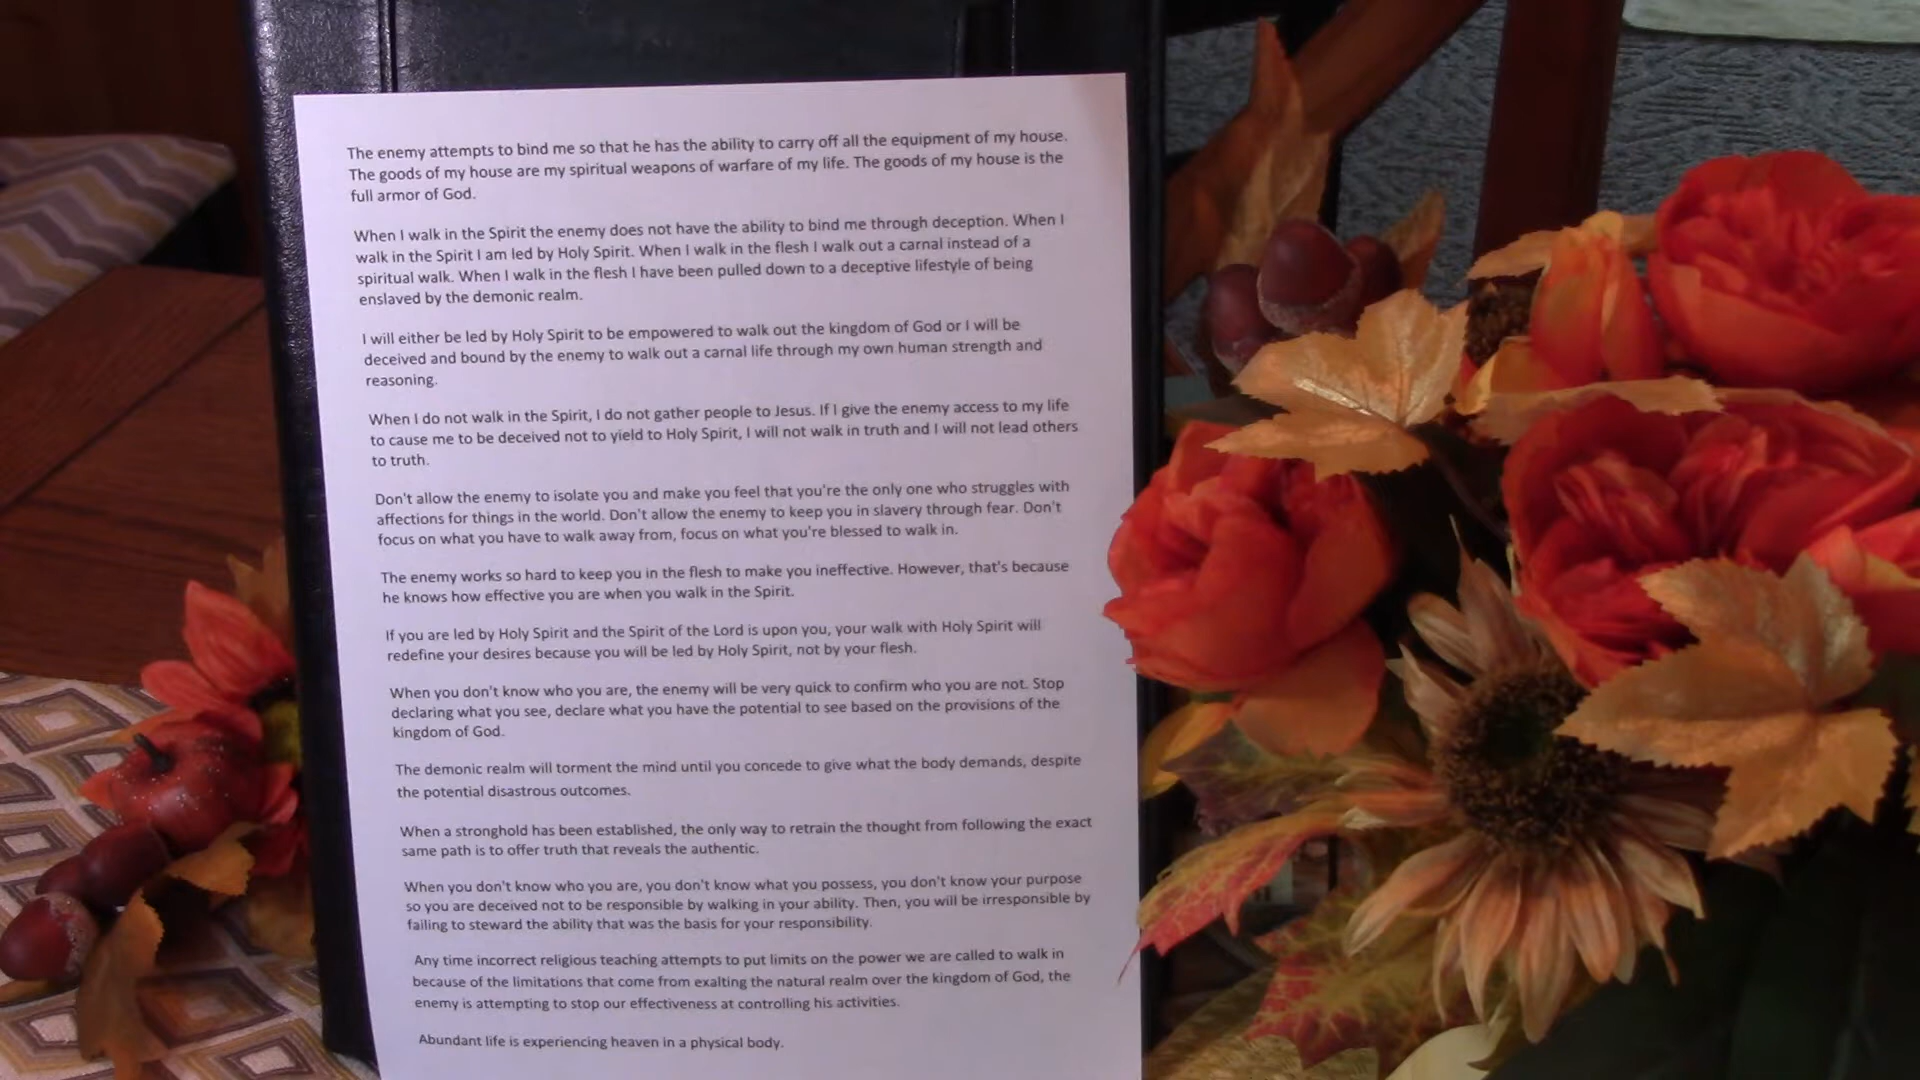 The enemy attempts to bind me so that he has the ability to carry off all the equipment of my house.
The goods of my house are my spiritual weapons of warfare of my life. The goods of my house is the
full armor of God.
When I walk in the Spirit the enemy does not have the ability to bind me through deception. When I
walk in the Spirit I am led by Holy Spirit. When I walk in the flesh I walk out a carnal instead of a
spiritual walk. When I walk in the flesh I have been pulled down to a deceptive lifestyle of being
enslaved by the demonic realm.
I will either be led by Holy Spirit to be empowered to walk out the kingdom of God or I will be
deceived and bound by the enemy to walk out a carnal life through my own human strength and
reasoning.
When I do not walk in the Spirit, I do not gather people to Jesus. If I give the enemy access to my life
to cause me to be deceived not to yield to Holy Spirit, I will not walk in truth and I will not lead others
to truth.
Don't allow the enemy to isolate you and make you feel that you're the only one who struggles with
affections for things in the world. Don't allow the enemy to keep you in slavery through fear. Don't
focus on what you have to walk away from, focus on what you're blessed to walk in.
The enemy works so hard to keep you in the flesh to make you ineffective. However, that's because
he knows how effective you are when you walk in the Spirit.
If you are led by Holy Spirit and the Spirit of the Lord is upon you, your walk with Holy Spirit will
redefine your desires because you will be led by Holy Spirit, not by your flesh.
When you don't know who you are, the enemy will be very quick to confirm who you are not. Stop
declaring what you see, declare what you have the potential to see based on the provisions of the
kingdom of God.
The demonic realm will torment the mind until you concede to give what the body demands, despite
the potential disastrous outcomes.
When a stronghold has been established, the only way to retrain the thought from following the exact
same path is to offer truth that reveals the authentic.
When you don't know who you are, you don't know what you possess, you don't know your purpose
so you are deceived not to be responsible by walking in your ability. Then, you will be irresponsible by
failing to steward the ability that was the basis for your responsibility.
Any time incorrect religious teaching attempts to put limits on the power we are called to walk in
because of the limitations that come from exalting the natural realm over the kingdom of God, the
enemy is attempting to stop our effectiveness at controlling his activities.
Abundant life is experiencing heaven in a physical body.